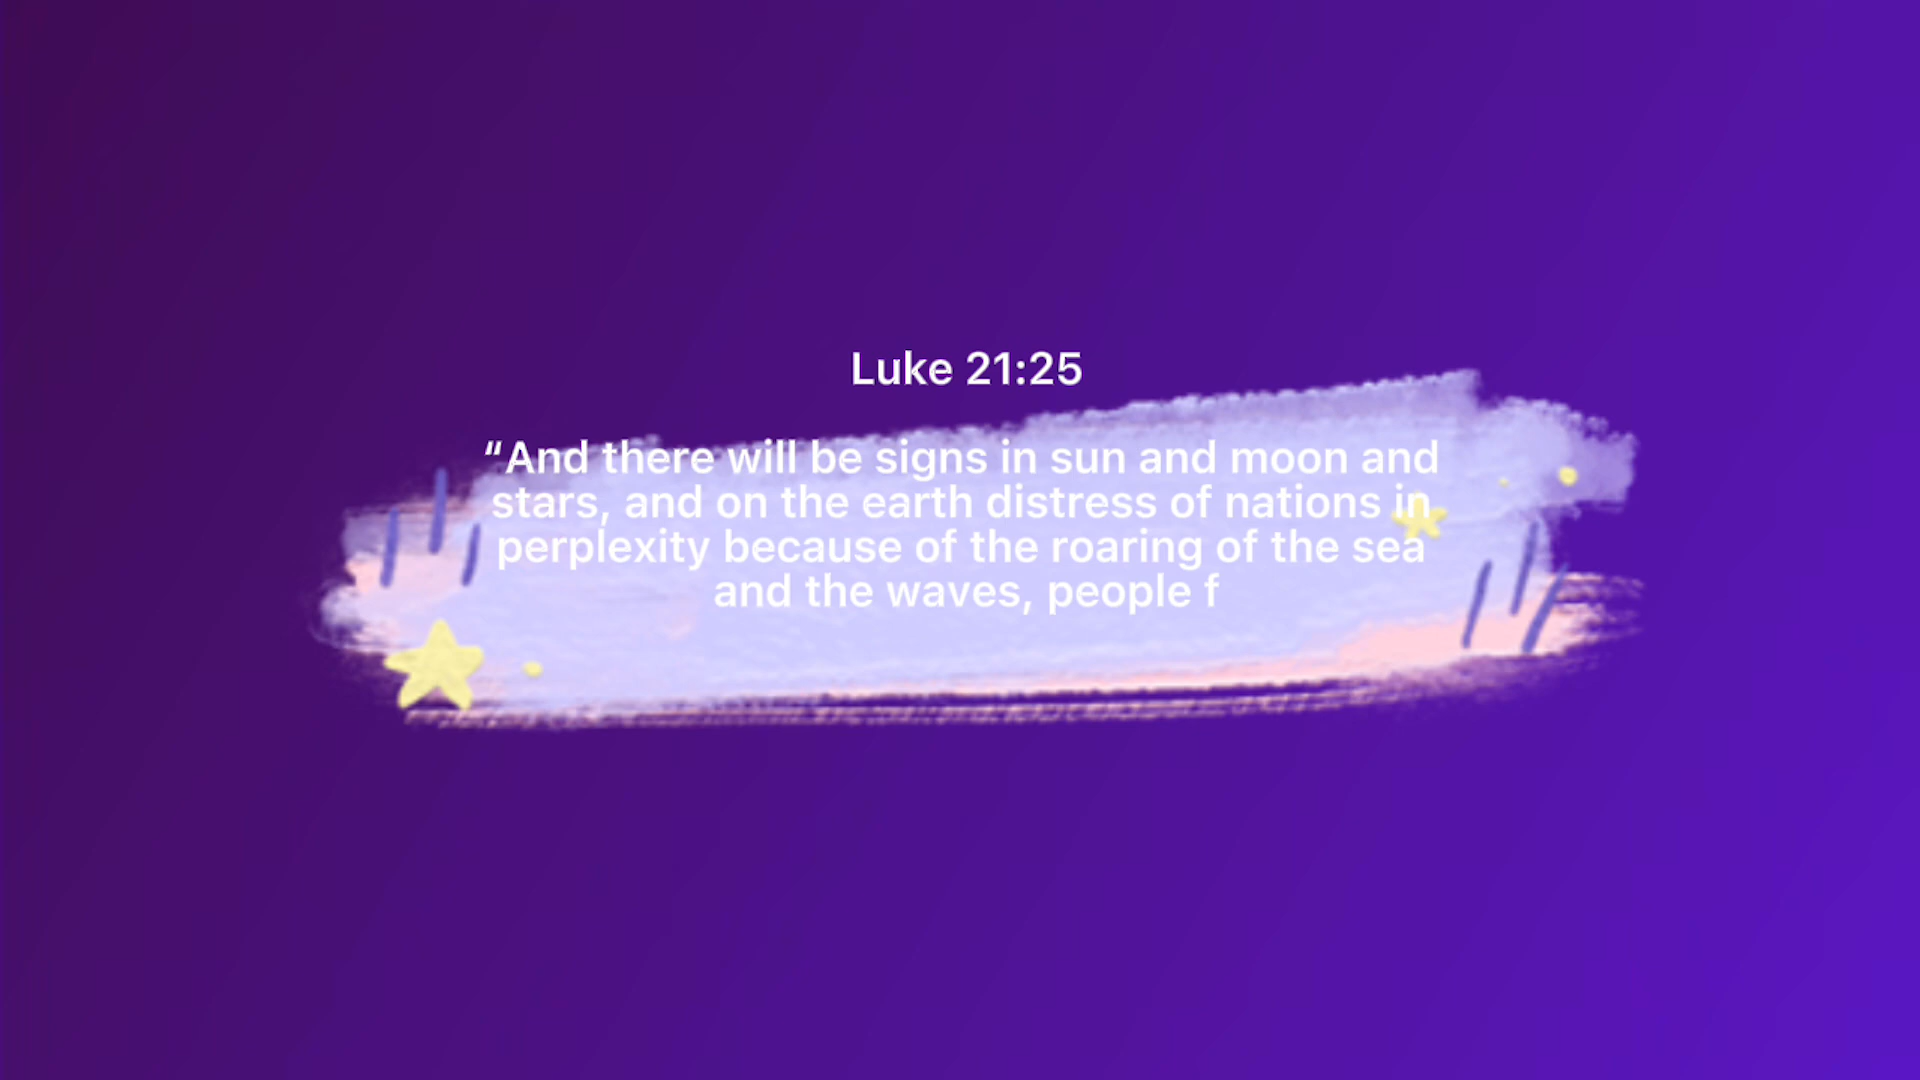 Luke 21:25
“And there will be signs in sun and moon and
stars, and on the earth distress of nations in
perplexity because of the roaring of the sea
and the waves, people f